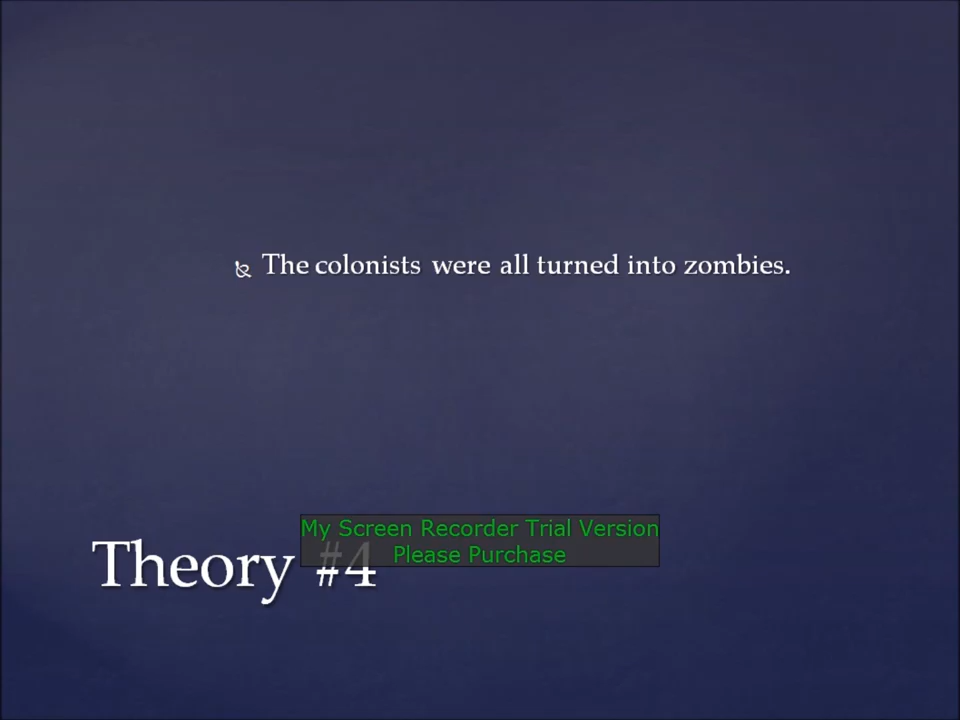 The colonists were all turned into zombies.
My Screen Recorder Trial Version
Please Purchase
Theory #4